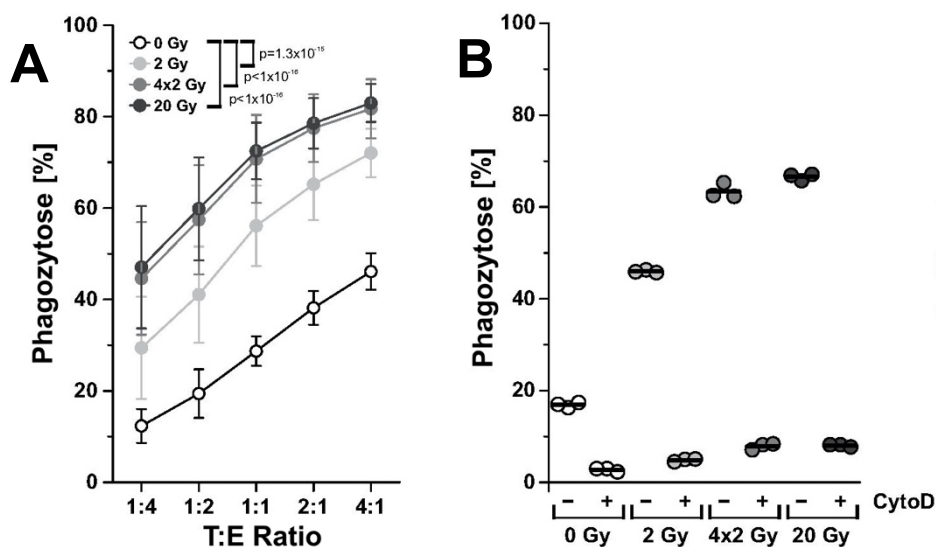 A
100
80
60
40
20
0
Phagozytose [%]
0 Gy
2 Gy
4x2 Gy
20 Gy
p=1.3x10⁻¹⁵
p<1x10⁻¹⁶
p<1x10⁻¹⁶
1:4 1:2 1:1 2:1 4:1
T:E Ratio
B
100
80
60
40
20
0
Phagozytose [%]
– + – + – + – + CytoD
0 Gy 2 Gy 4x2 Gy 20 Gy